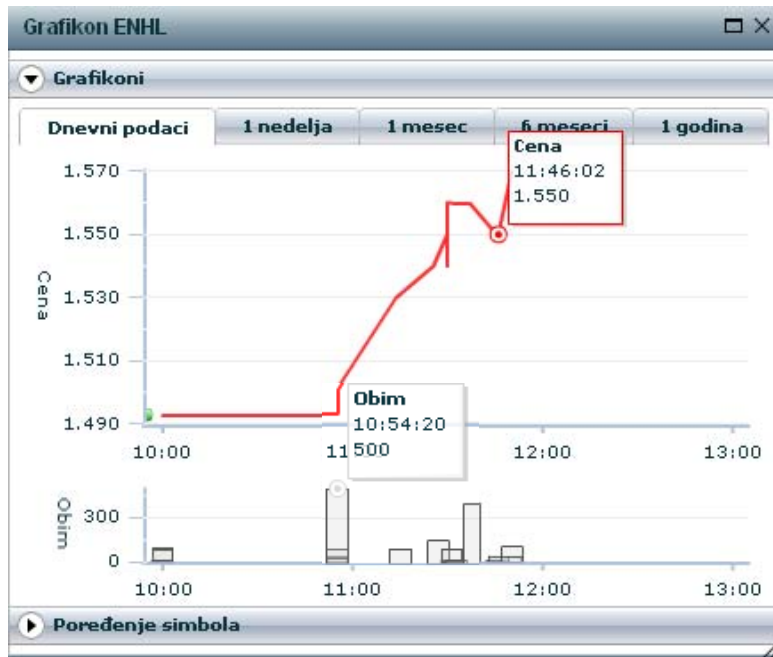 Grafikon ENHL
Grafikoni
Dnevni podaci
1 nedelja
1 mesec
6 meseci
1 godina
Cena
11:46:02
1.550
1.570
1.550
1.530
1.510
1.490
Cena
Obim
10:54:20
500
10:00
11
12:00
13:00
Obim
300
0
10:00
11:00
12:00
13:00
Poređenje simbola